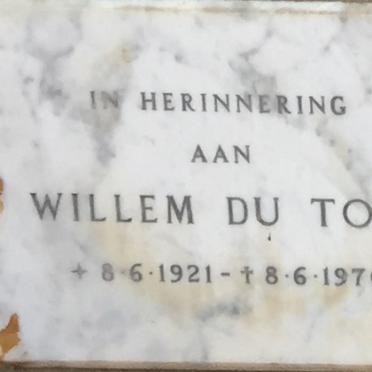 IN HERINNERING
AAN
WILLEM DU TO
+ 8·6·1921 - † 8·6·197